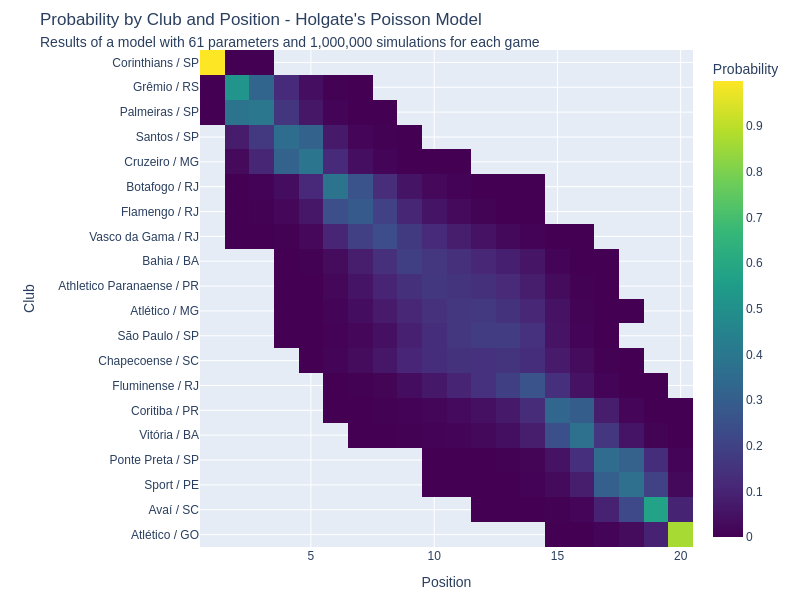 Probability by Club and Position - Holgate's Poisson Model
Results of a model with 61 parameters and 1,000,000 simulations for each game
Probability
Corinthians / SP
Grêmio / RS
Palmeiras / SP
Santos / SP
Cruzeiro / MG
Botafogo / RJ
Flamengo / RJ
Vasco da Gama / RJ
Bahia / BA
Athletico Paranaense / PR
Atlético / MG
São Paulo / SP
Chapecoense / SC
Fluminense / RJ
Coritiba / PR
Vitória / BA
Ponte Preta / SP
Sport / PE
Avaí / SC
Atlético / GO
Club
5
10
15
20
Position
0.9
0.8
0.7
0.6
0.5
0.4
0.3
0.2
0.1
0